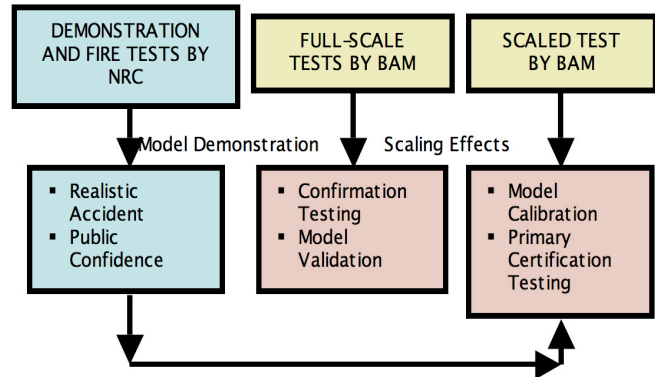 DEMONSTRATION
AND FIRE TESTS BY
NRC
FULL–SCALE
TESTS BY BAM
SCALED TEST
BY BAM
Model Demonstration
Scaling Effects
▪ Realistic
Accident
▪ Public
Confidence
▪ Confirmation
Testing
▪ Model
Validation
▪ Model
Calibration
▪ Primary
Certification
Testing